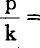 p/k =